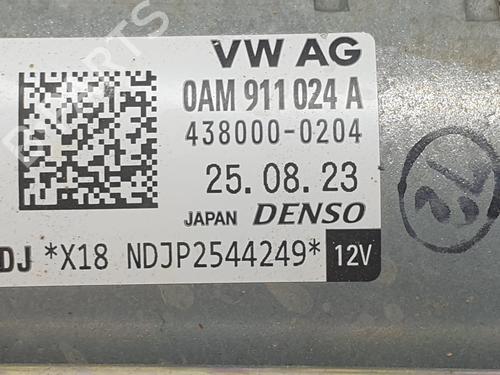 VW AG
0AM 911 024 A
438000-0204
25. 08. 23
JAPAN DENSO
DJ *X18 NDJP2544249* 12V